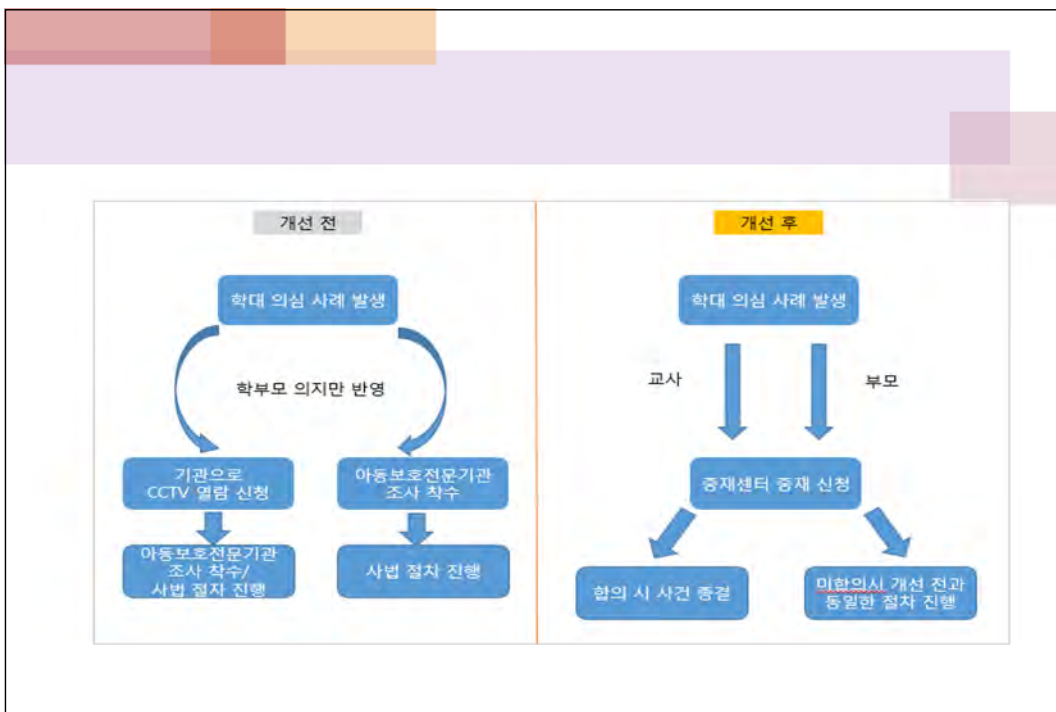 개선 전
학대 의심 사례 발생
학부모 의지만 반영
기관으로
CCTV 열람 신청
아동보호전문기관
조사 착수
아동보호전문기관
조사 착수/
사법 절차 진행
사법 절차 진행
개선 후
학대 의심 사례 발생
교사
부모
중재센터 중재 신청
합의 시 사건 종결
미합의시 개선 전과
동일한 절차 진행